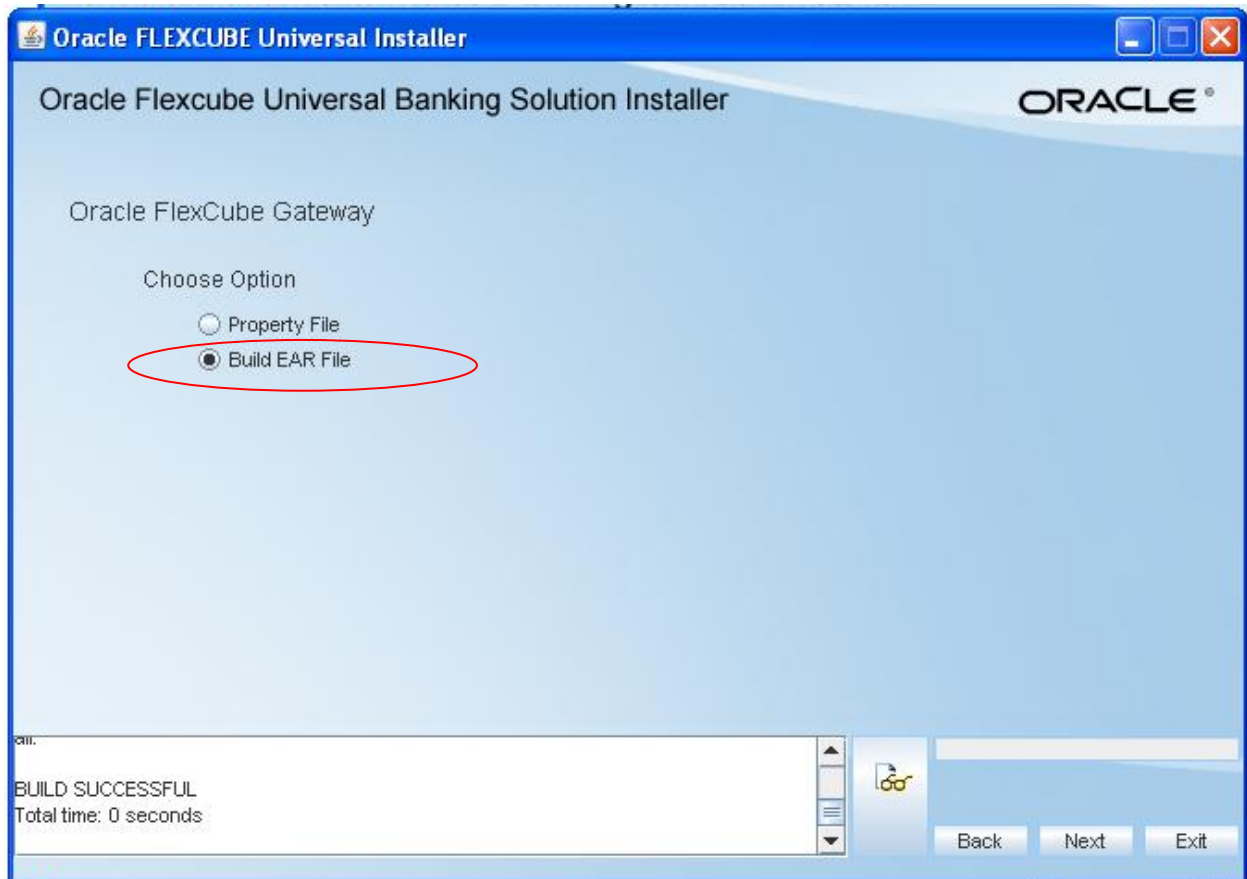 Oracle FLEXCUBE Universal Installer
Oracle Flexcube Universal Banking Solution Installer
ORACLE®
Oracle FlexCube Gateway
Choose Option
Property File
Build EAR File
all:
BUILD SUCCESSFUL
Total time: 0 seconds
Back Next Exit